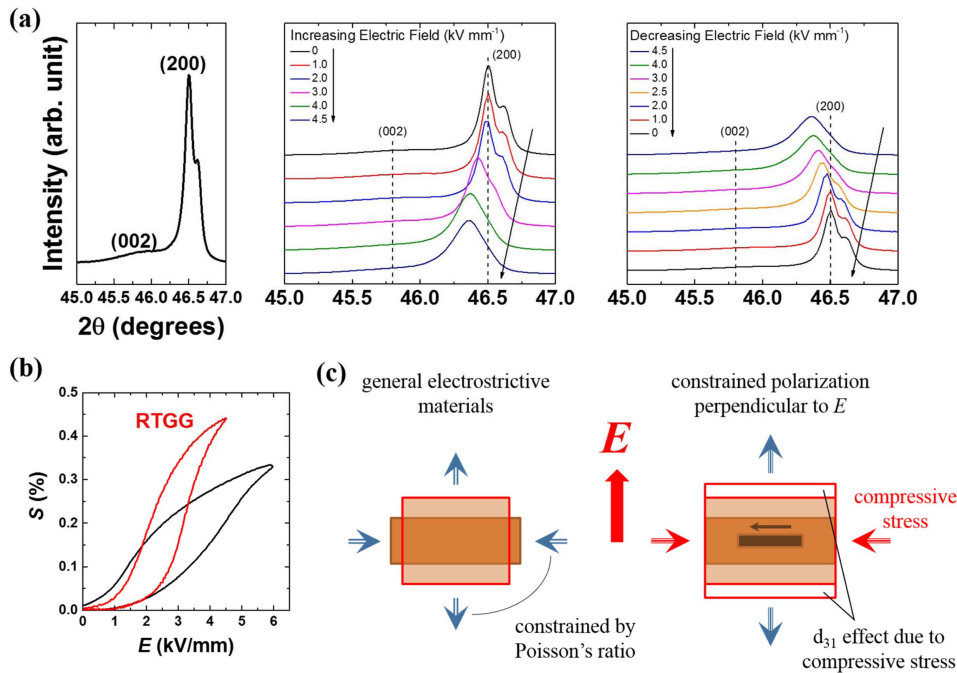 (a)
Intensity (arb. unit)
(200)
(002)
45.0 45.5 46.0 46.5 47.0
2θ (degrees)
Increasing Electric Field (kV mm⁻¹)
0
1.0
2.0
3.0
4.0
4.5
(200)
(002)
45.0 45.5 46.0 46.5 47.0
Decreasing Electric Field (kV mm⁻¹)
4.5
4.0
3.0
2.5
2.0
1.0
0
(200)
(002)
45.0 45.5 46.0 46.5 47.0
(b)
S (%)
0.5
0.4
0.3
0.2
0.1
0.0
RTGG
0 1 2 3 4 5 6
E (kV/mm)
(c)
general electrostrictive
materials
constrained by
Poisson's ratio
E
constrained polarization
perpendicular to E
compressive
stress
d₃₁ effect due to
compressive stress